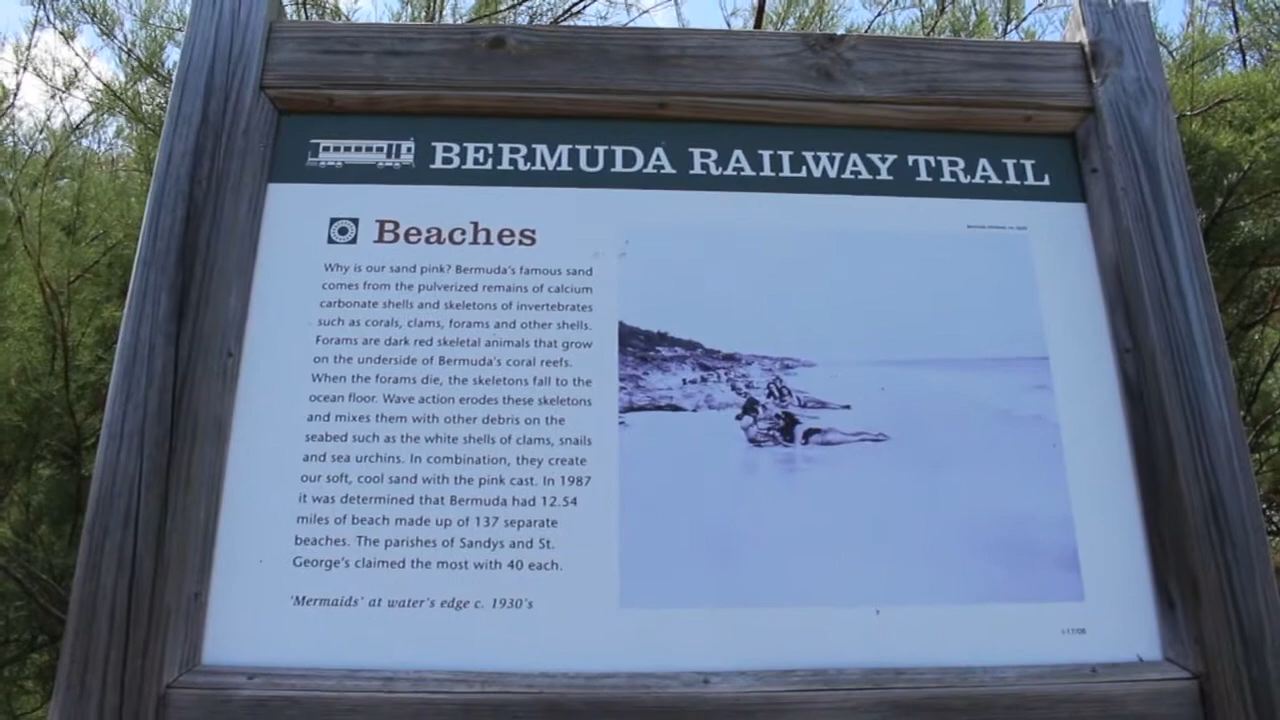 BERMUDA RAILWAY TRAIL
Beaches
Why is our sand pink? Bermuda's famous sand
comes from the pulverized remains of calcium
carbonate shells and skeletons of invertebrates
such as corals, clams, forams and other shells.
Forams are dark red skeletal animals that grow
on the underside of Bermuda's coral reefs.
When the forams die, the skeletons fall to the
ocean floor. Wave action erodes these skeletons
and mixes them with other debris on the
seabed such as the white shells of clams, snails
and sea urchins. In combination, they create
our soft, cool sand with the pink cast. In 1987
it was determined that Bermuda had 12.54
miles of beach made up of 137 separate
beaches. The parishes of Sandys and St.
George's claimed the most with 40 each.
'Mermaids' at water's edge c. 1930's